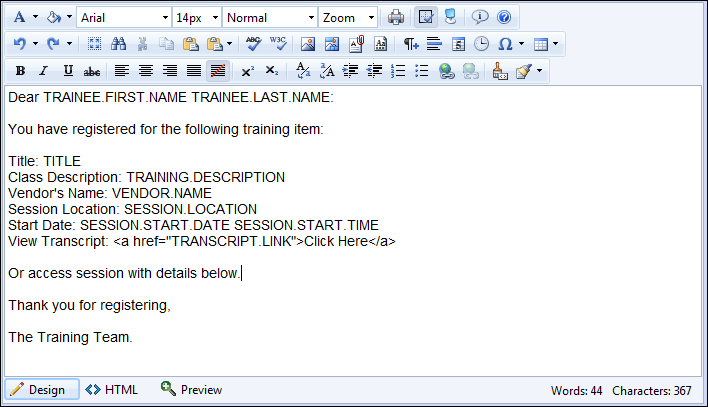 A Arial 14px Normal Zoom
ABC W3C
B I U abc
Dear TRAINEE.FIRST.NAME TRAINEE.LAST.NAME:
You have registered for the following training item:
Title: TITLE
Class Description: TRAINING.DESCRIPTION
Vendor's Name: VENDOR.NAME
Session Location: SESSION.LOCATION
Start Date: SESSION.START.DATE SESSION.START.TIME
View Transcript: <a href="TRANSCRIPT.LINK">Click Here</a>
Or access session with details below.
Thank you for registering,
The Training Team.
Design HTML Preview Words: 44 Characters: 367